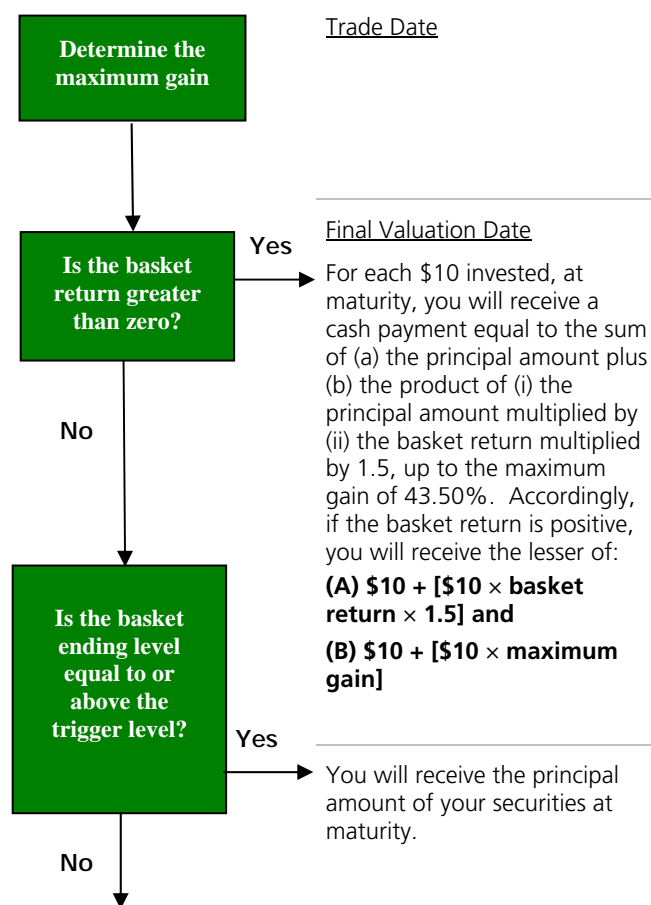 Determine the
maximum gain
Trade Date
Is the basket
return greater
than zero?
Yes
No
Final Valuation Date
For each $10 invested, at
maturity, you will receive a
cash payment equal to the sum
of (a) the principal amount plus
(b) the product of (i) the
principal amount multiplied by
(ii) the basket return multiplied
by 1.5, up to the maximum
gain of 43.50%.  Accordingly,
if the basket return is positive,
you will receive the lesser of:
(A) $10 + [$10 × basket
return × 1.5] and
(B) $10 + [$10 × maximum
gain]
Is the basket
ending level
equal to or
above the
trigger level?
Yes
You will receive the principal
amount of your securities at
maturity.
No